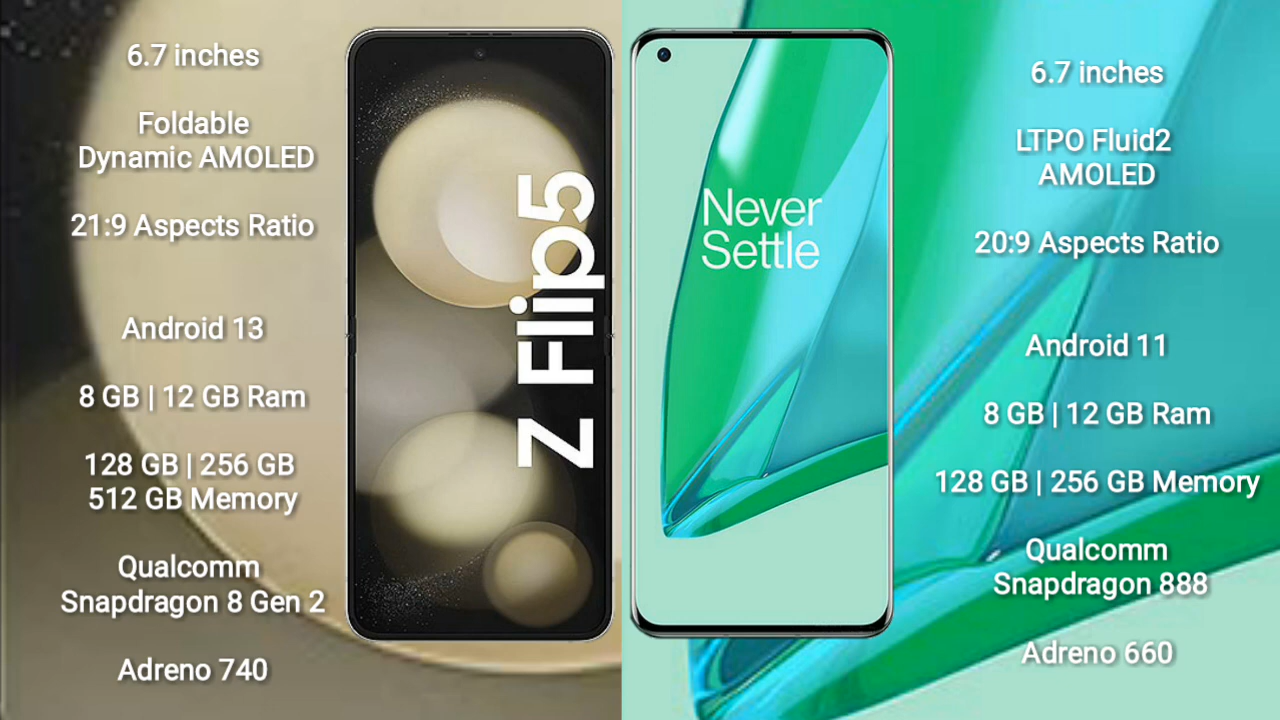 6.7 inches
Foldable
Dynamic AMOLED
21:9 Aspects Ratio
Android 13
8 GB | 12 GB Ram
128 GB | 256 GB
512 GB Memory
Qualcomm
Snapdragon 8 Gen 2
Adreno 740
Z Flip5
Never
Settle
6.7 inches
LTPO Fluid2
AMOLED
20:9 Aspects Ratio
Android 11
8 GB | 12 GB Ram
128 GB | 256 GB Memory
Qualcomm
Snapdragon 888
Adreno 660